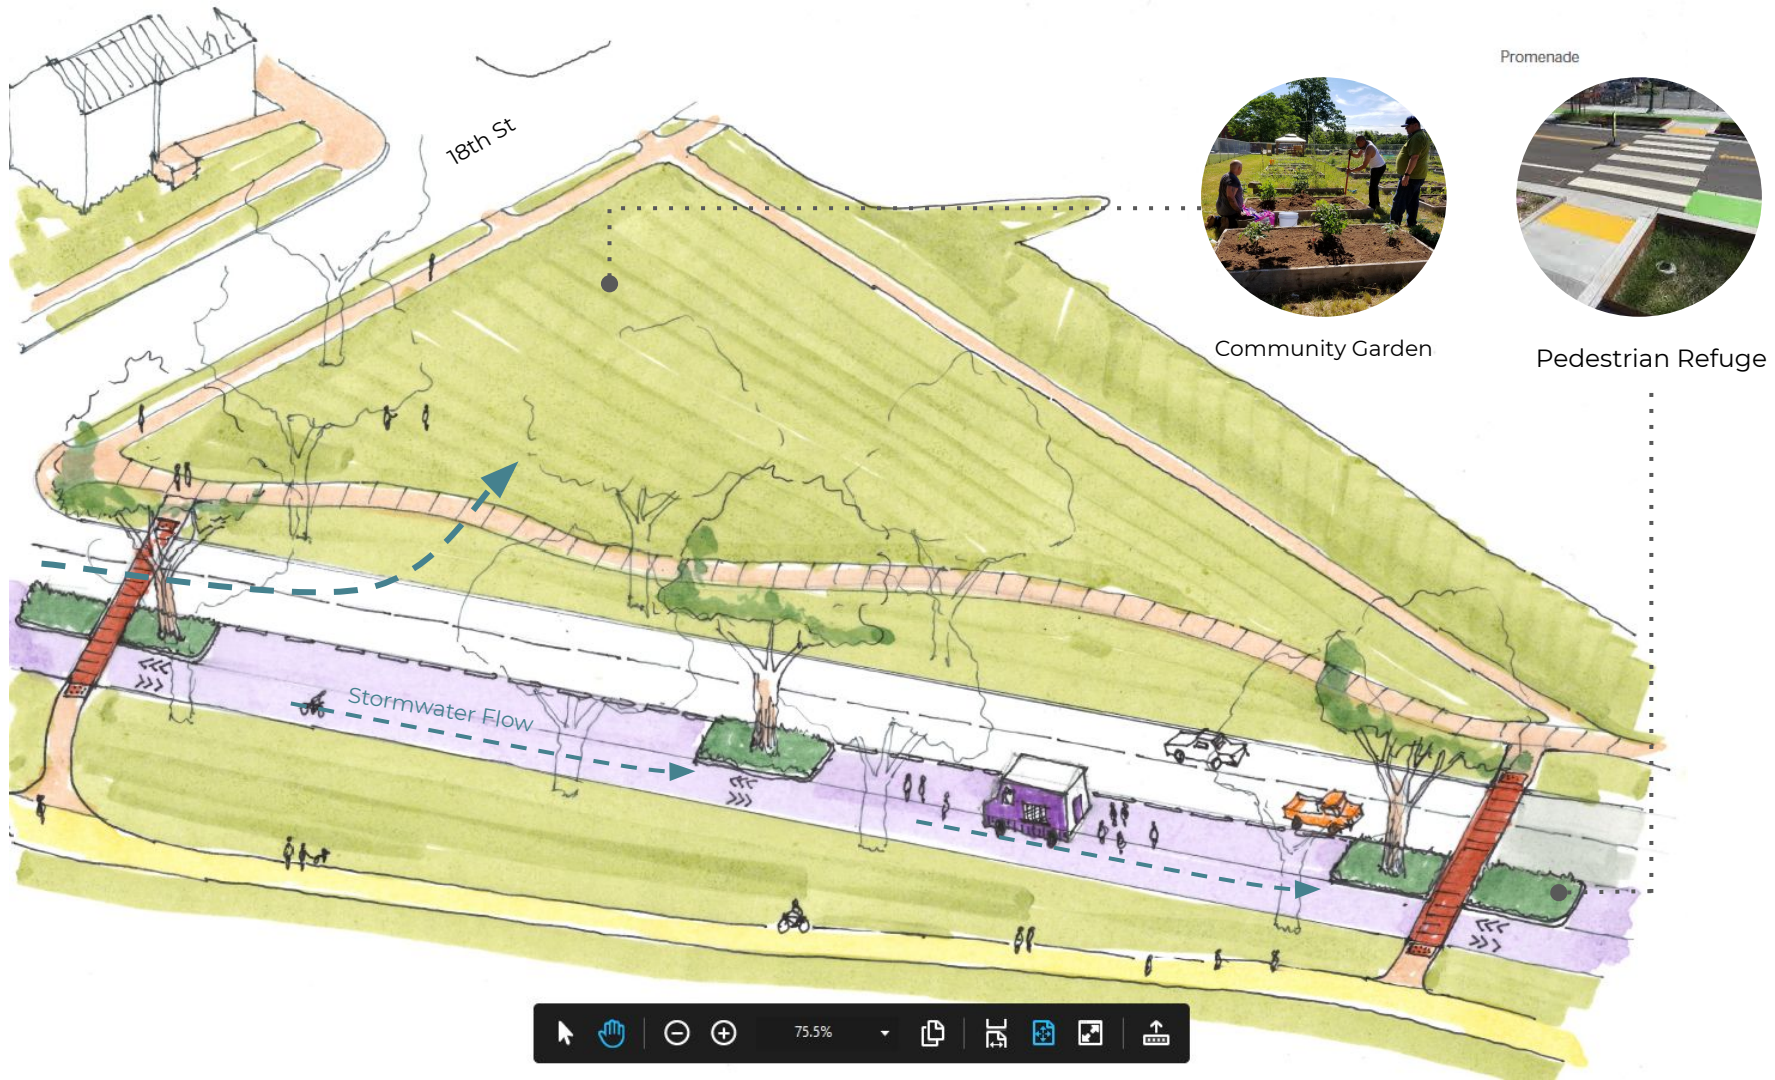 Promenade
18th St
Community Garden
Pedestrian Refuge
Stormwater Flow
75.5%